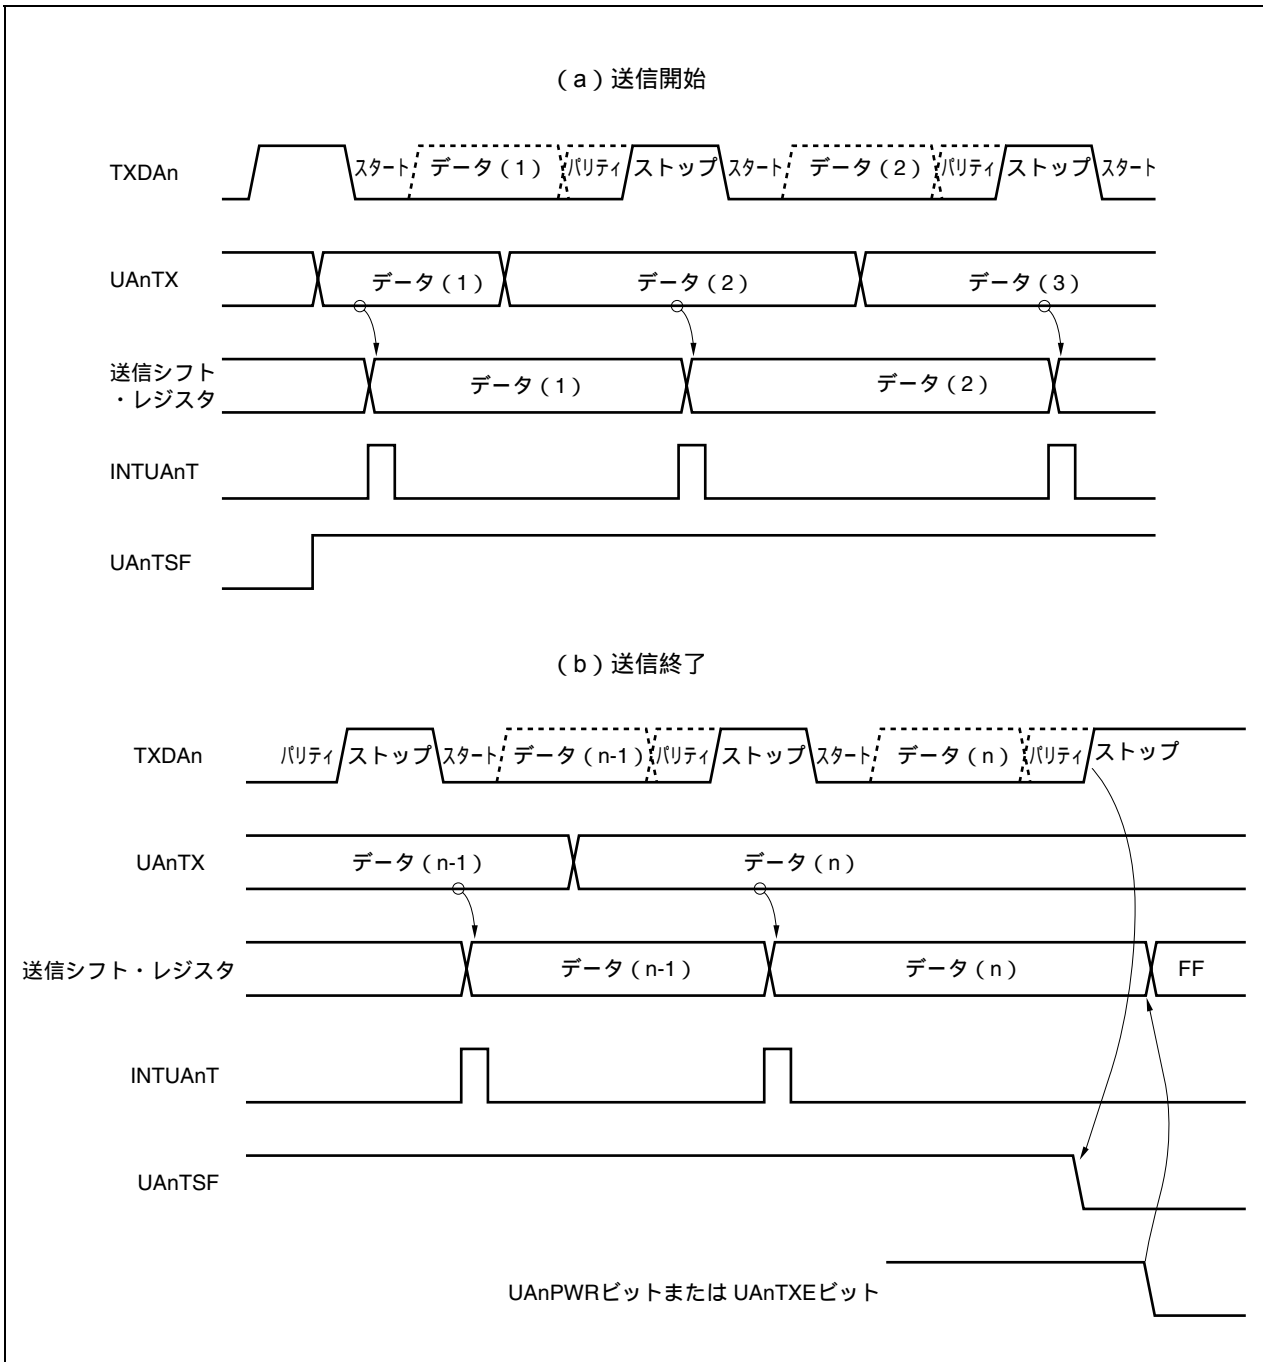 （a）送信開始
TXDAn
スタート データ（1） パリティ ストップ スタート データ（2） パリティ ストップ スタート
UAnTX
データ（1） データ（2） データ（3）
送信シフト
・レジスタ
データ（1） データ（2）
INTUAnT
UAnTSF
（b）送信終了
TXDAn
パリティ ストップ スタート データ（n-1） パリティ ストップ スタート データ（n） パリティ ストップ
UAnTX
データ（n-1） データ（n）
送信シフト・レジスタ
データ（n-1） データ（n） FF
INTUAnT
UAnTSF
UAnPWRビットまたは UAnTXEビット